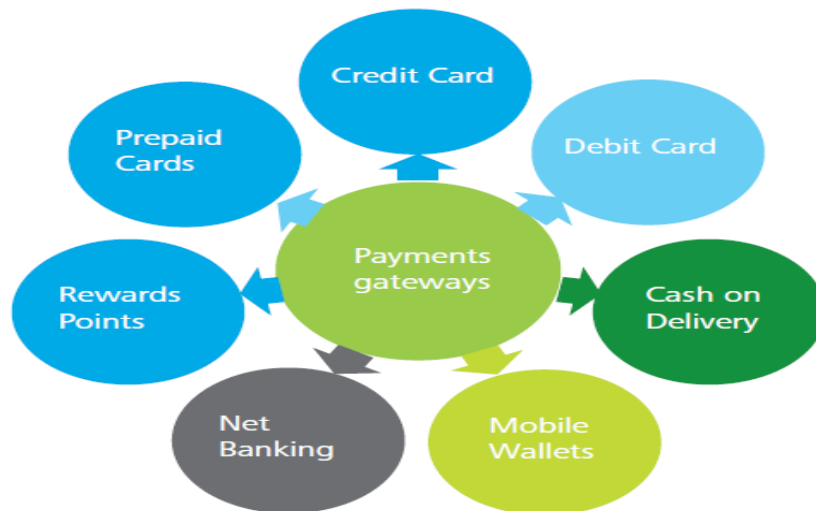 Credit Card
Debit Card
Prepaid
Cards
Payments
gateways
Rewards
Points
Cash on
Delivery
Net
Banking
Mobile
Wallets